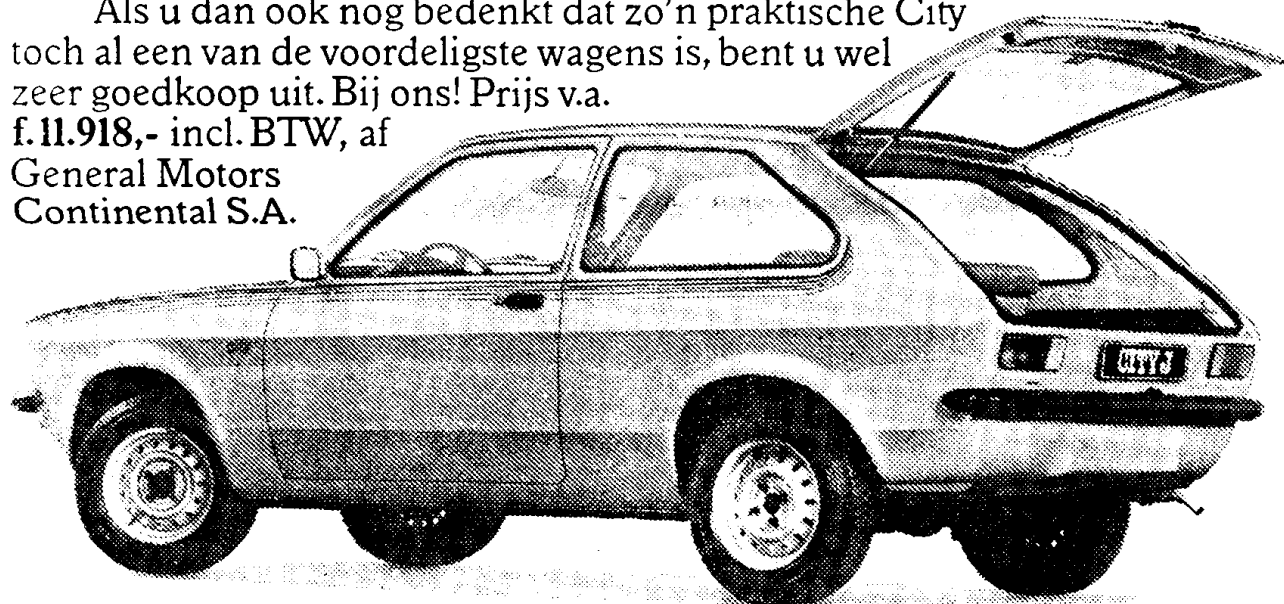 Als u dan ook nog bedenkt dat zo'n praktische City
toch al een van de voordeligste wagens is, bent u wel
zeer goedkoop uit. Bij ons! Prijs v.a.
f. 11.918,- incl. BTW, af
General Motors
Continental S.A.
CITY J